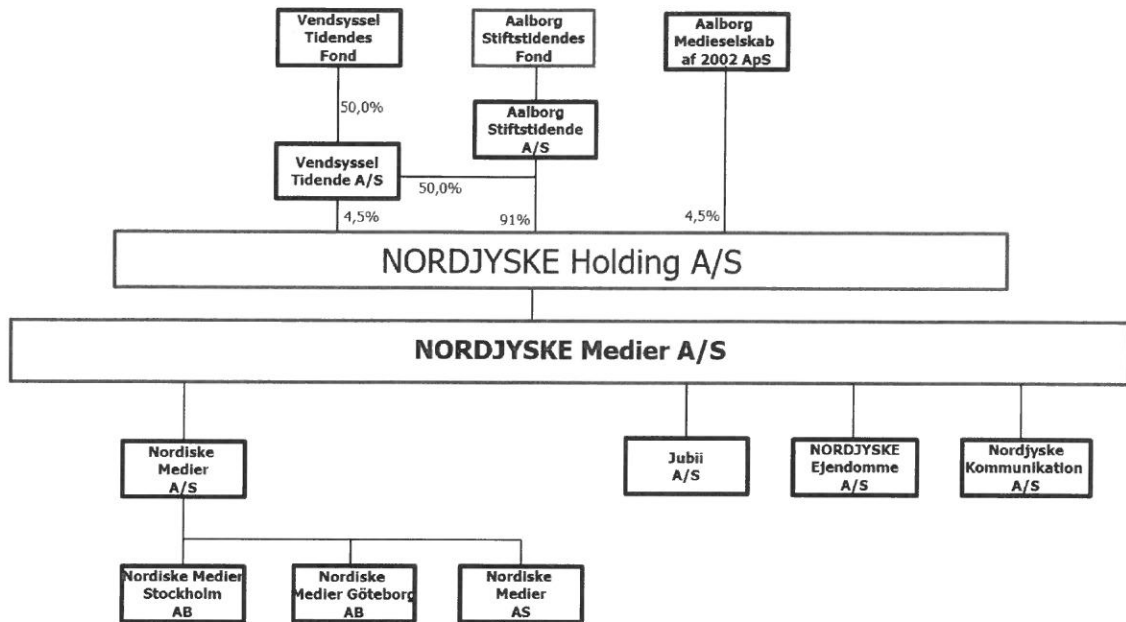 Vendsyssel
Tidendes
Fond
Aalborg
Stiftstidendes
Fond
Aalborg
Medieselskab
af 2002 ApS
50,0%
Aalborg
Stiftstidende
A/S
Vendsyssel
Tidende A/S
50,0%
4,5%
91%
4,5%
NORDJYSKE Holding A/S
NORDJYSKE Medier A/S
Nordiske
Medier
A/S
Jubii
A/S
NORDJYSKE
Ejendomme
A/S
Nordjyske
Kommunikation
A/S
Nordiske Medier
Stockholm
AB
Nordiske
Medier Göteborg
AB
Nordiske
Medier
AS